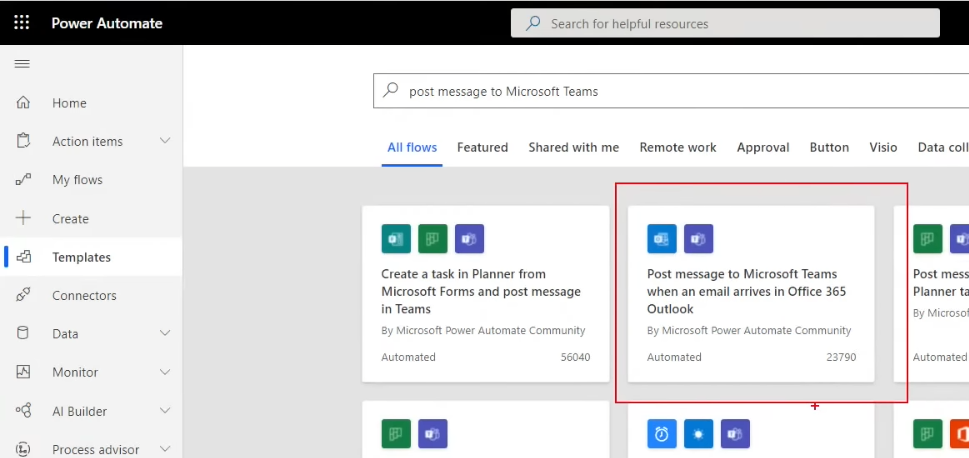 Power Automate
Search for helpful resources
post message to Microsoft Teams
Home
Action items
My flows
Create
Templates
Connectors
Data
Monitor
AI Builder
Process advisor
All flows Featured Shared with me Remote work Approval Button Visio Data coll
Create a task in Planner from
Microsoft Forms and post message
in Teams
By Microsoft Power Automate Community
Automated 56040
Post message to Microsoft Teams
when an email arrives in Office 365
Outlook
By Microsoft Power Automate Community
Automated 23790
Post mess
Planner ta
By Microsof
Automated